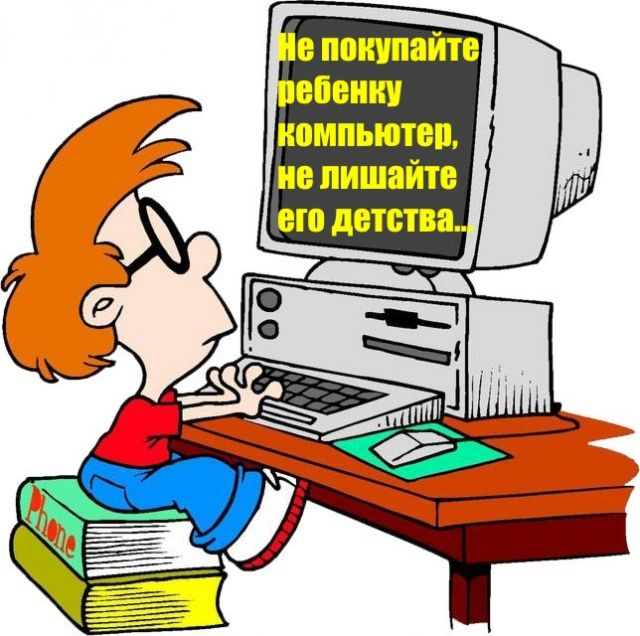 Не покупайте
ребенку
компьютер,
не лишайте
его детства...
Phone